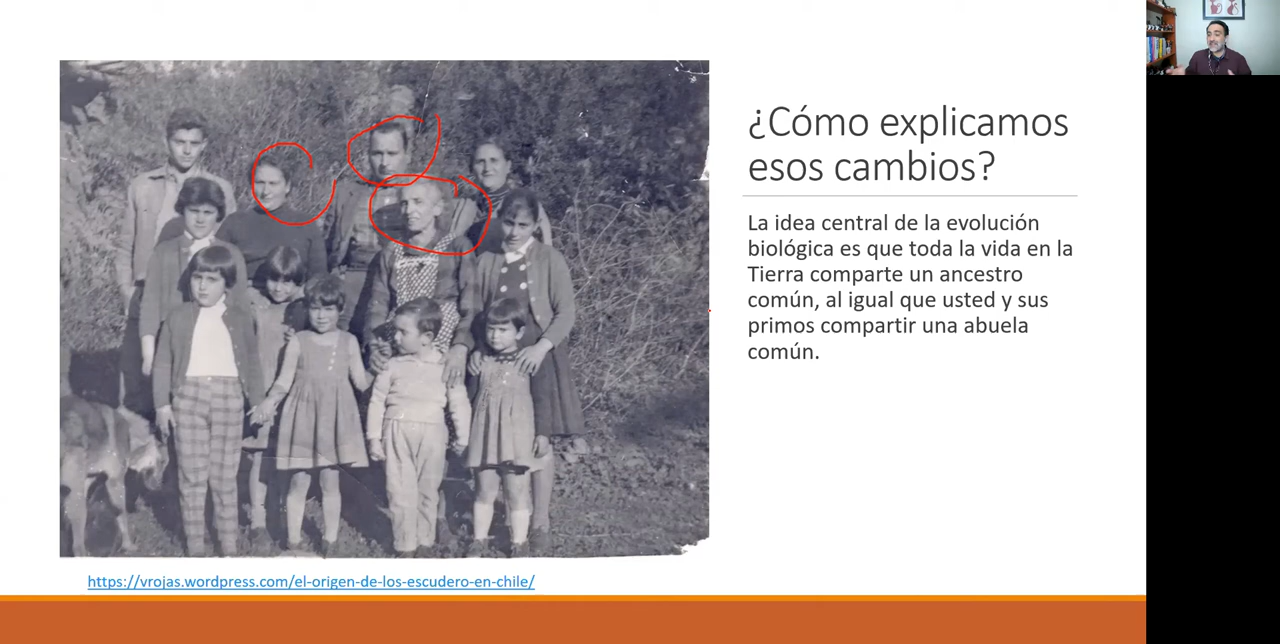 ¿Cómo explicamos
esos cambios?
La idea central de la evolución
biológica es que toda la vida en la
Tierra comparte un ancestro
común, al igual que usted y sus
primos compartir una abuela
común.
https://vrojas.wordpress.com/el-origen-de-los-escudero-en-chile/